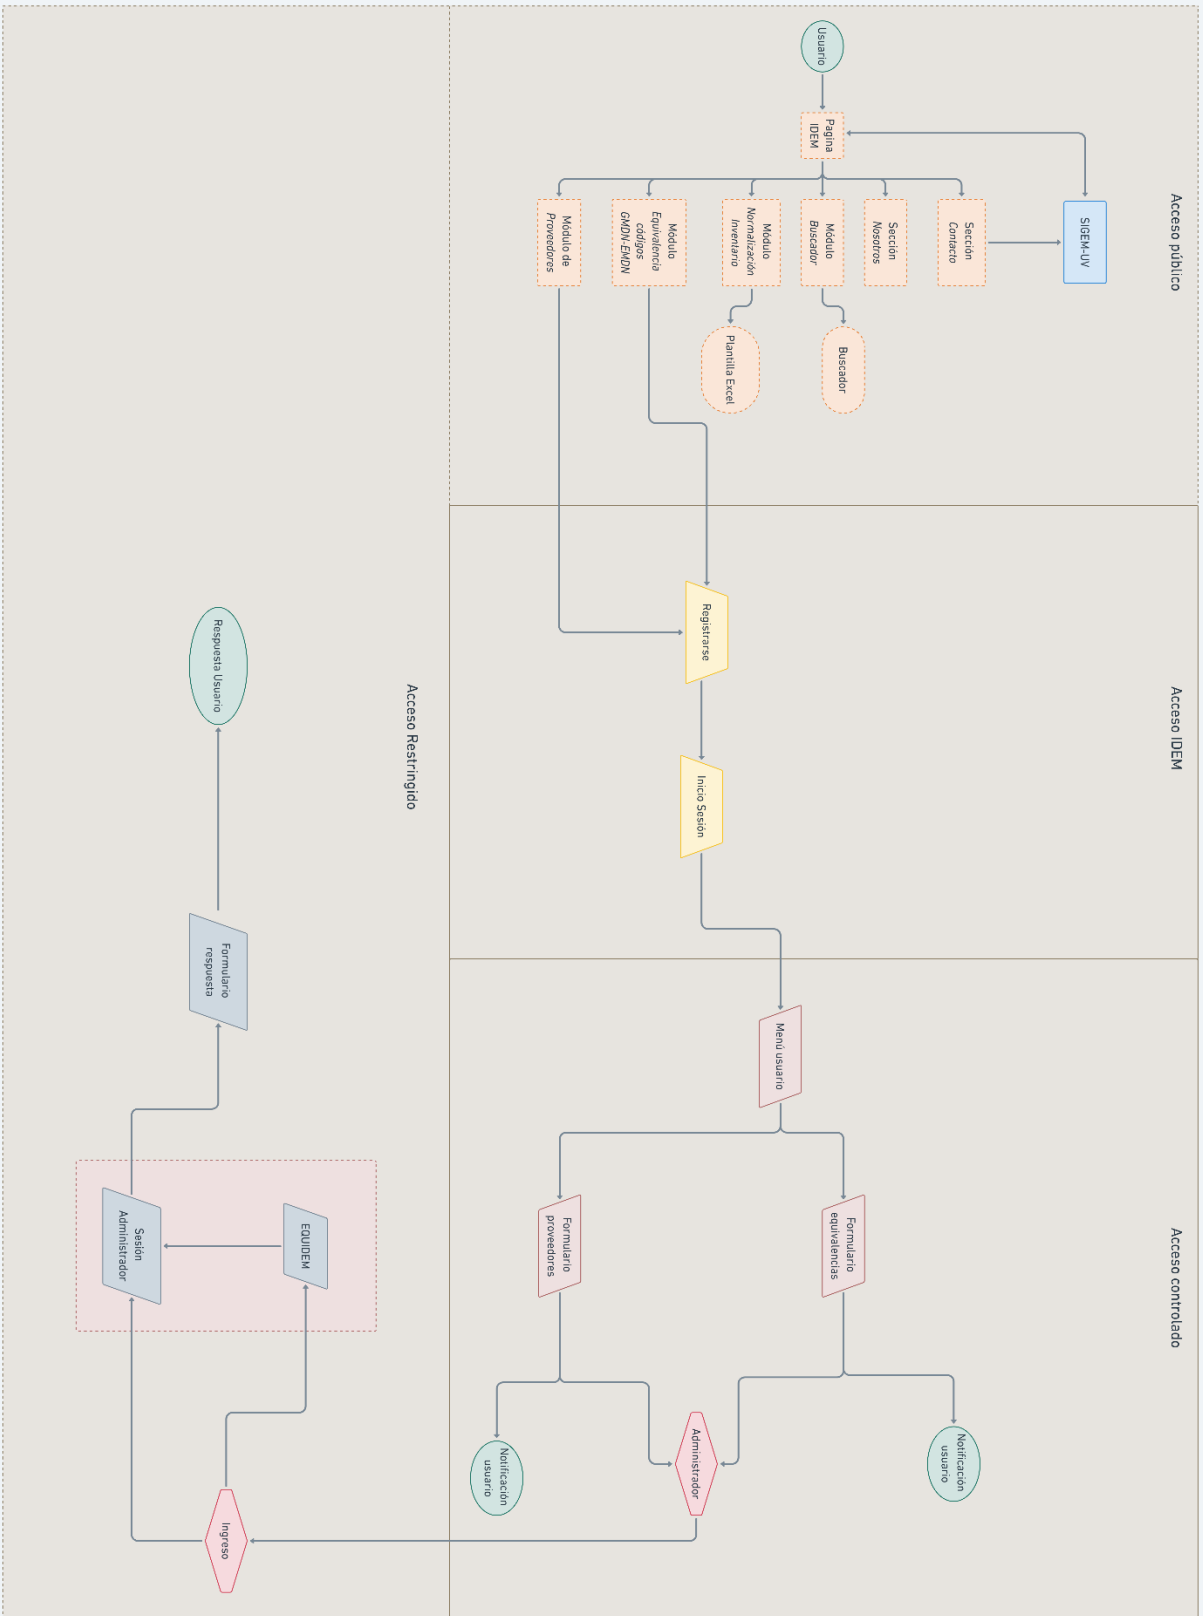 Acceso público
Usuario
Pagina
IDEM
SIGEM-UV
Sección
Contacto
Sección
Nosotros
Módulo
Buscador
Módulo
Normalización
Inventario
Módulo
Equivalencia
códigos
GMDN-EMDN
Módulo de
Proveedores
Buscador
Plantilla Excel
Acceso IDEM
Registrarse
Inicio Sesión
Acceso controlado
Menú usuario
Formulario
equivalencias
Formulario
proveedores
Notificación
usuario
Administrador
Notificación
usuario
Acceso Restringido
Respuesta Usuario
Formulario
respuesta
EQUIDEM
Sesión
Administrador
Ingreso